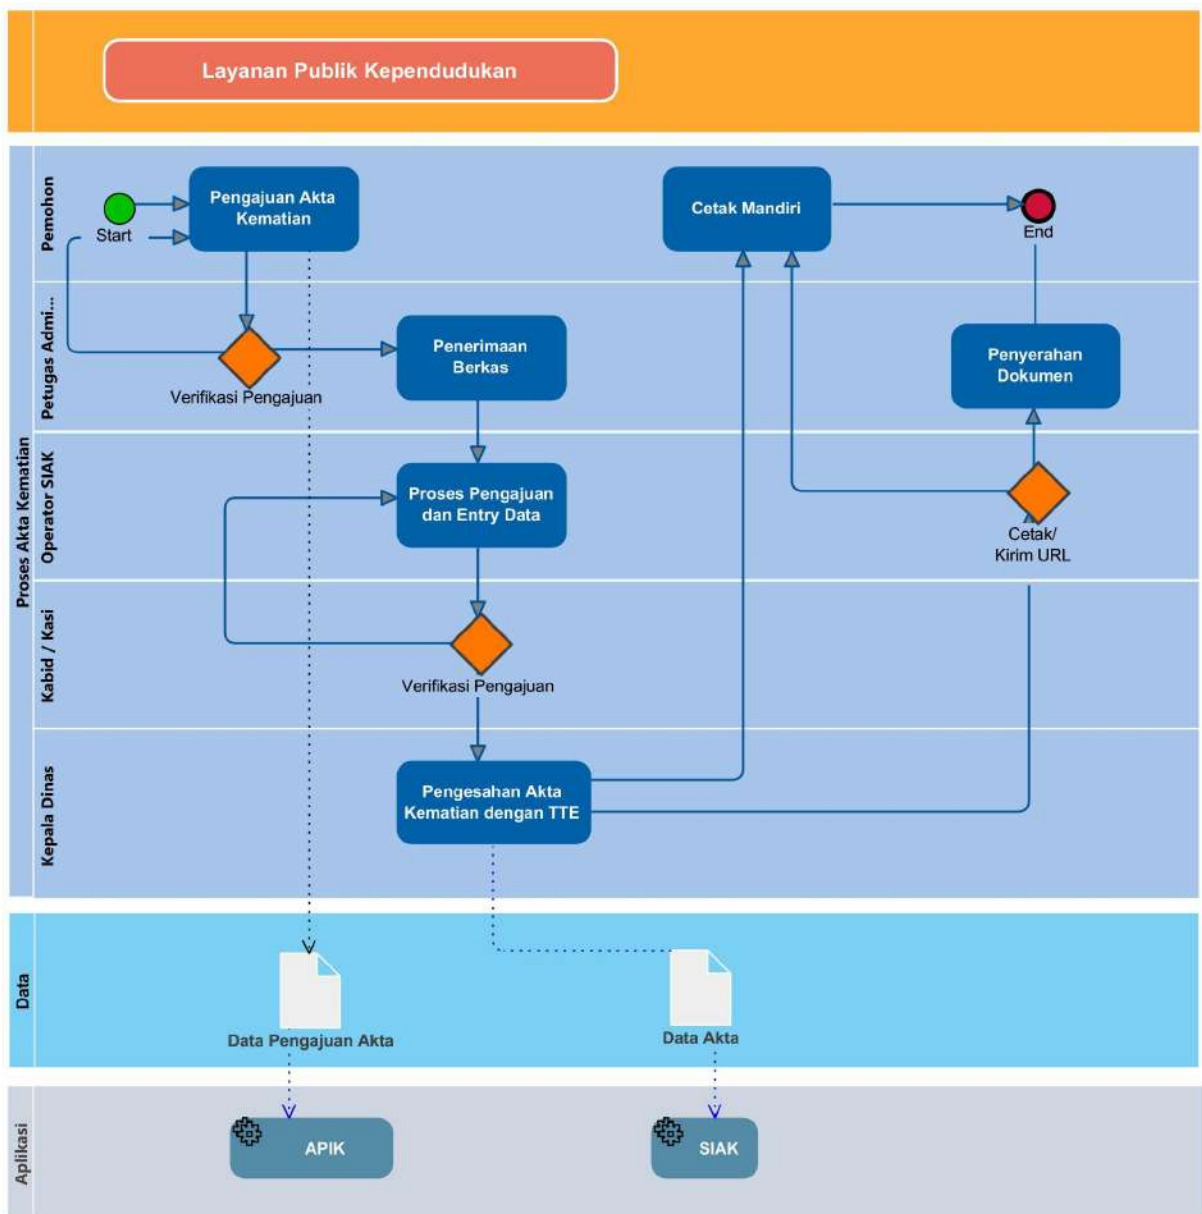 Layanan Publik Kependudukan
Proses Akta Kematian
Pemohon
Start
Pengajuan Akta
Kematian
Cetak Mandiri
End
Petugas Admi...
Verifikasi Pengajuan
Penerimaan
Berkas
Penyerahan
Dokumen
Operator SIAK
Proses Pengajuan
dan Entry Data
Cetak/
Kirim URL
Kabid / Kasi
Verifikasi Pengajuan
Kepala Dinas
Pengesahan Akta
Kematian dengan TTE
Data
Data Pengajuan Akta
Data Akta
Aplikasi
APIK
SIAK